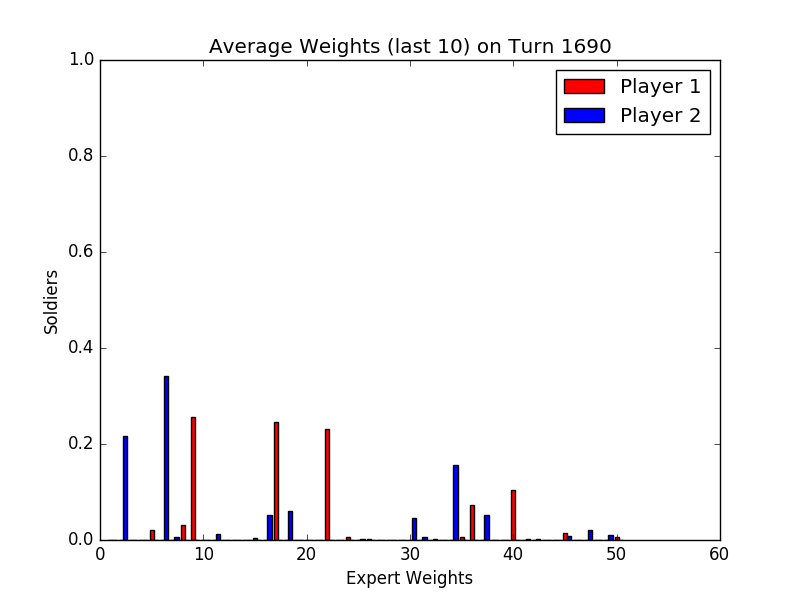 Average Weights (last 10) on Turn 1690
1.0
0.8
0.6
0.4
0.2
0.0
Soldiers
Player 1
Player 2
0 10 20 30 40 50 60
Expert Weights